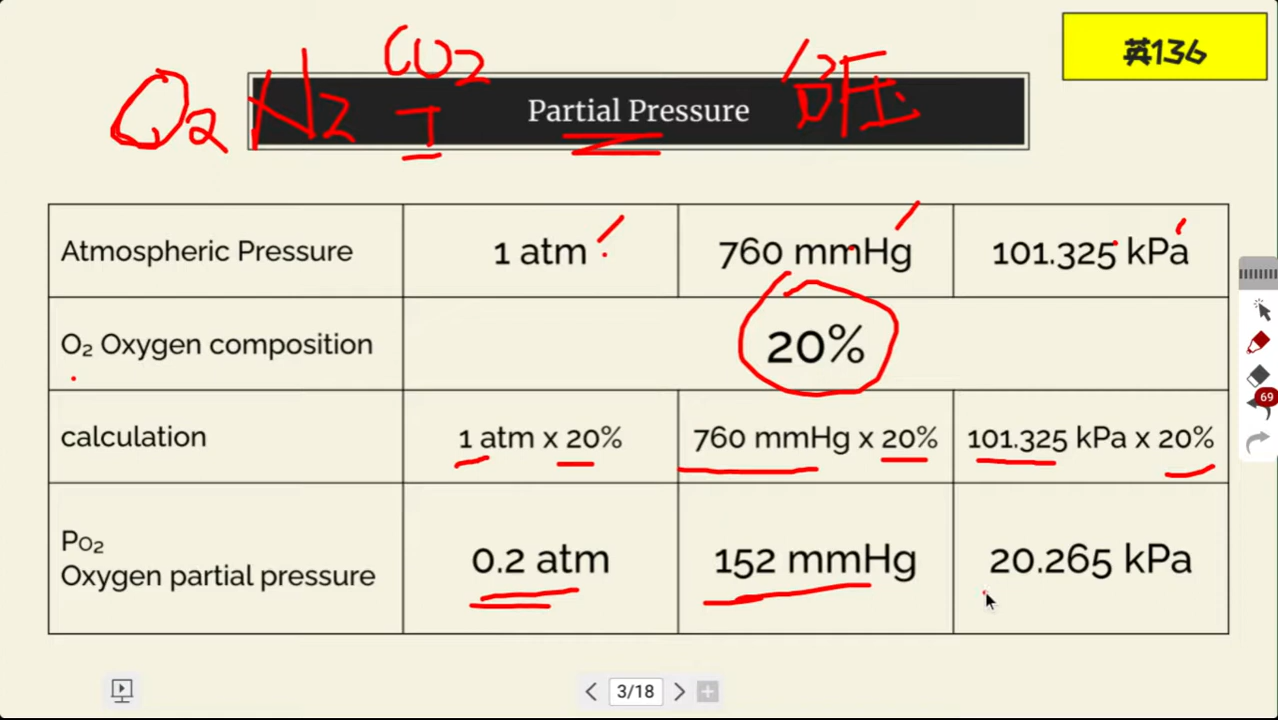 英136
CO₂
O₂ N₂
Partial Pressure
Atmospheric Pressure 1 atm 760 mmHg 101.325 kPa
O₂ Oxygen composition 20%
calculation 1 atm x 20% 760 mmHg x 20% 101.325 kPa x 20%
PO₂
Oxygen partial pressure 0.2 atm 152 mmHg 20.265 kPa
69
3/18